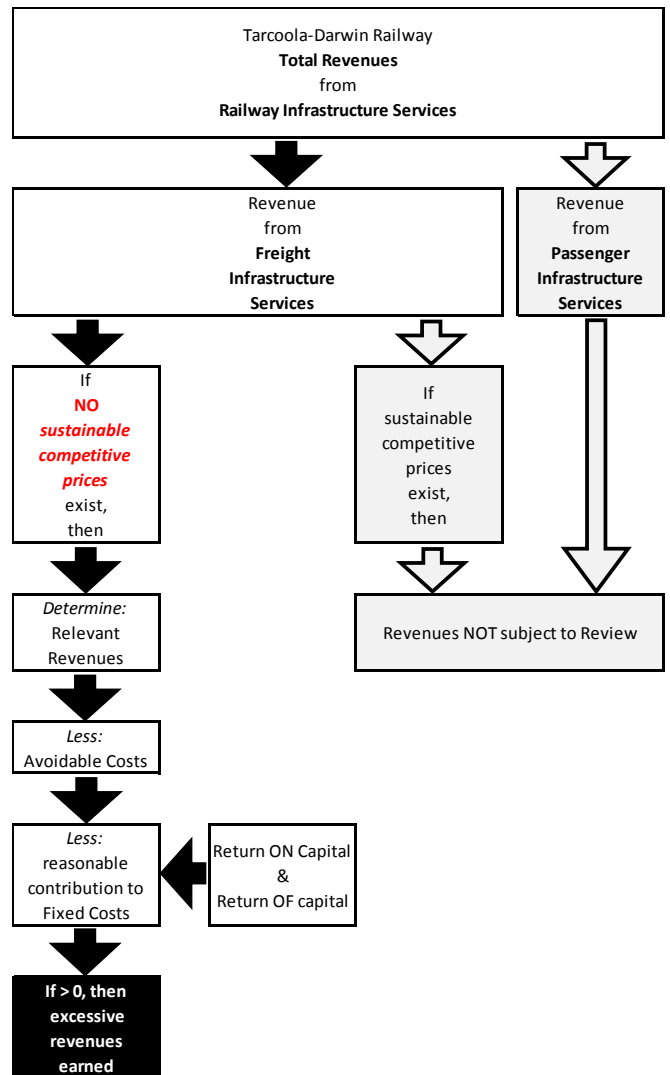 Tarcoola-Darwin Railway
Total Revenues
from
Railway Infrastructure Services
Revenue
from
Freight
Infrastructure
Services
Revenue
from
Passenger
Infrastructure
Services
If
NO
sustainable
competitive
prices
exist,
then
If
sustainable
competitive
prices
exist,
then
Determine:
Relevant
Revenues
Revenues NOT subject to Review
Less:
Avoidable Costs
Less:
reasonable
contribution to
Fixed Costs
Return ON Capital
&
Return OF capital
If > 0, then
excessive
revenues
earned